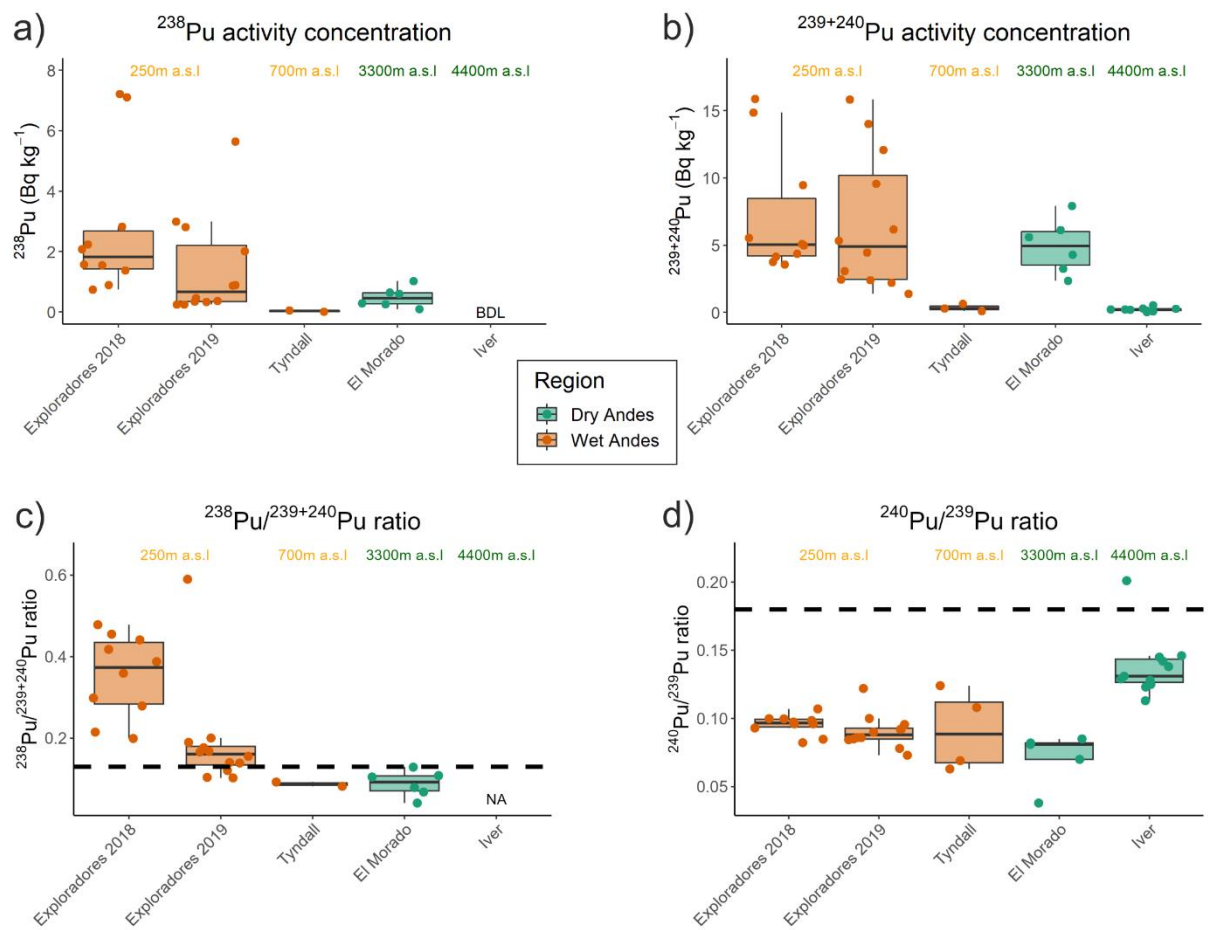 a)
²³⁸Pu activity concentration
250m a.s.l 700m a.s.l 3300m a.s.l 4400m a.s.l
²³⁸Pu (Bq kg⁻¹)
8
6
4
2
0
BDL
Exploradores 2018
Exploradores 2019
Tyndall
El Morado
Iver
b)
²³⁹⁺²⁴⁰Pu activity concentration
250m a.s.l 700m a.s.l 3300m a.s.l 4400m a.s.l
²³⁹⁺²⁴⁰Pu (Bq kg⁻¹)
15
10
5
0
Exploradores 2018
Exploradores 2019
Tyndall
El Morado
Iver
Region
Dry Andes
Wet Andes
c)
²³⁸Pu/²³⁹⁺²⁴⁰Pu ratio
250m a.s.l 700m a.s.l 3300m a.s.l 4400m a.s.l
²³⁸Pu/²³⁹⁺²⁴⁰Pu ratio
0.6
0.4
0.2
NA
Exploradores 2018
Exploradores 2019
Tyndall
El Morado
Iver
d)
²⁴⁰Pu/²³⁹Pu ratio
250m a.s.l 700m a.s.l 3300m a.s.l 4400m a.s.l
²⁴⁰Pu/²³⁹Pu ratio
0.20
0.15
0.10
0.05
Exploradores 2018
Exploradores 2019
Tyndall
El Morado
Iver